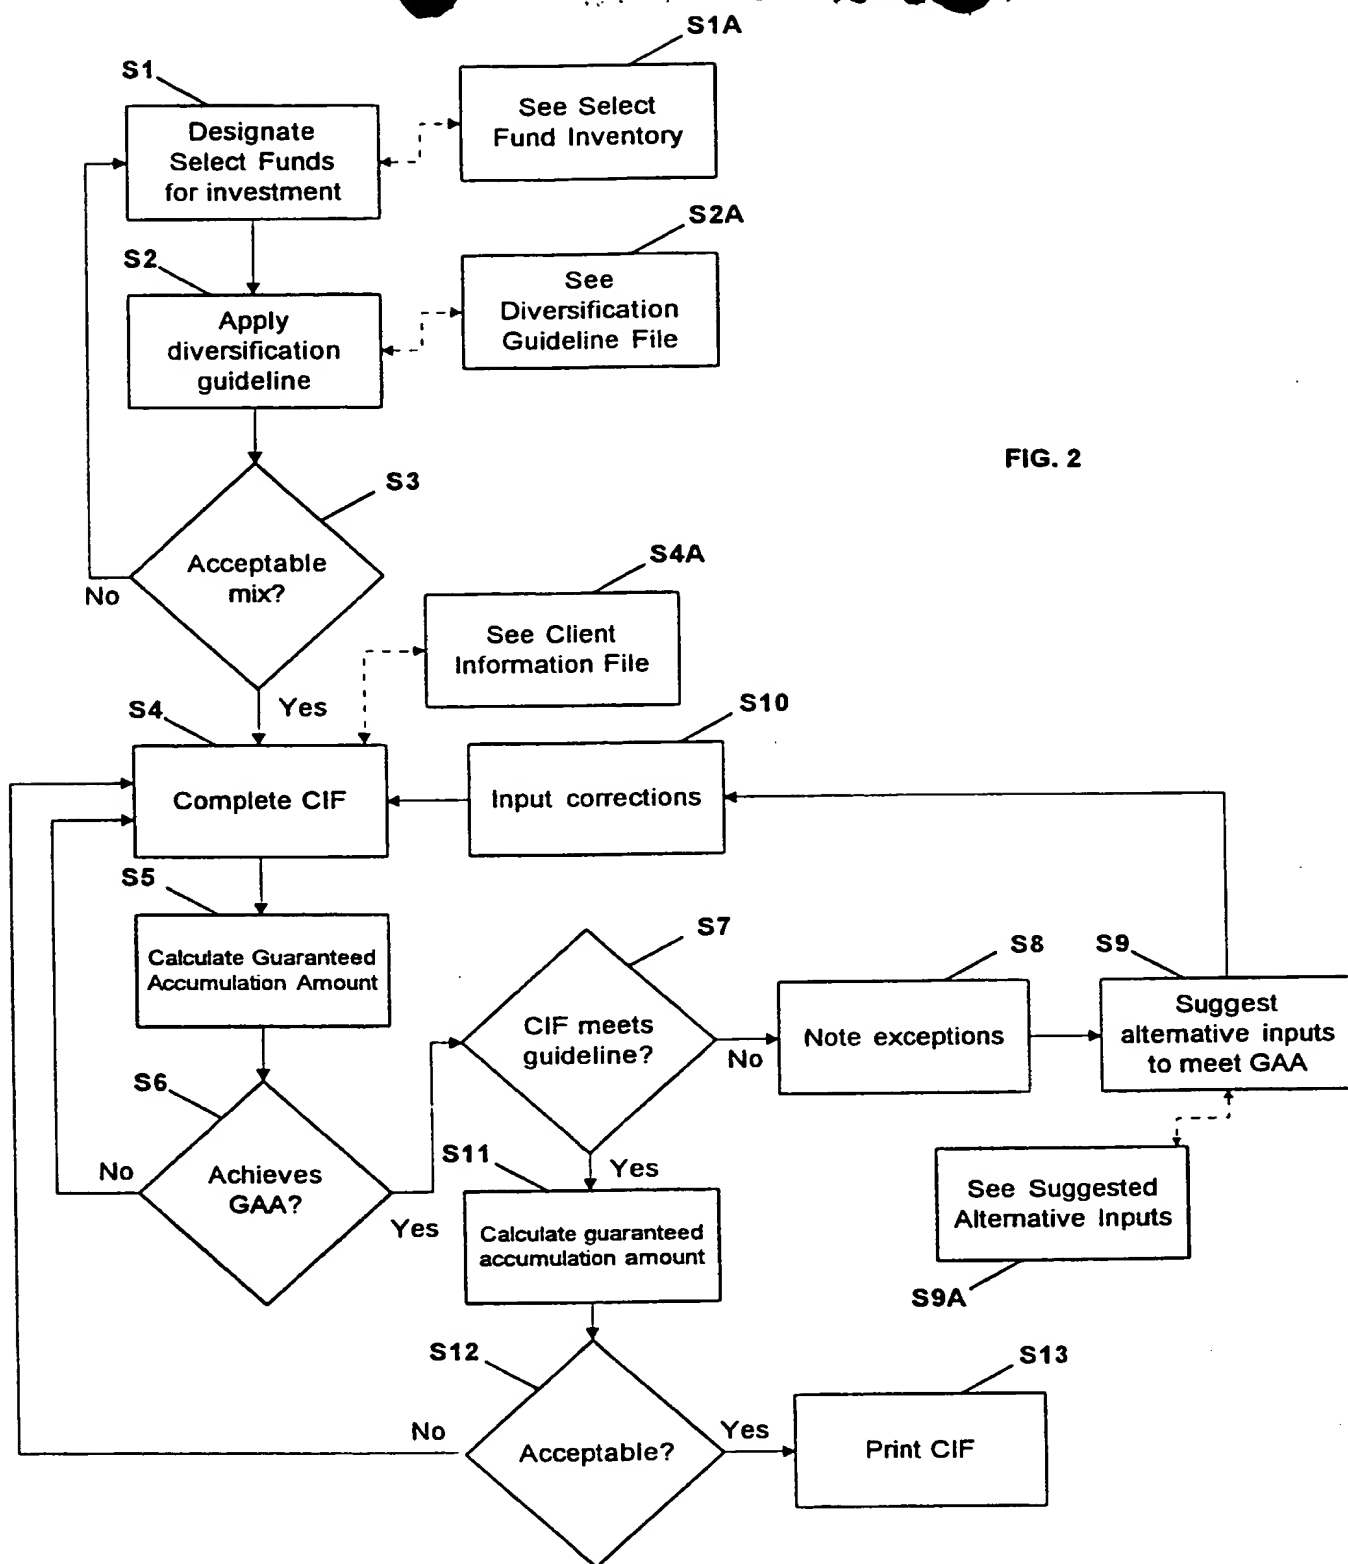 S1A
S1
See Select
Fund Inventory
Designate
Select Funds
for investment
S2A
S2
See
Diversification
Guideline File
Apply
diversification
guideline
FIG. 2
S3
Acceptable
mix?
No
S4A
See Client
Information File
Yes
S4
S10
Complete CIF
Input corrections
S5
Calculate Guaranteed
Accumulation Amount
S7
S8
S9
CIF meets
guideline?
No
Note exceptions
Suggest
alternative inputs
to meet GAA
S6
Achieves
GAA?
No
Yes
S11
Yes
Calculate guaranteed
accumulation amount
See Suggested
Alternative Inputs
S9A
S12
Acceptable?
No
Yes
S13
Print CIF